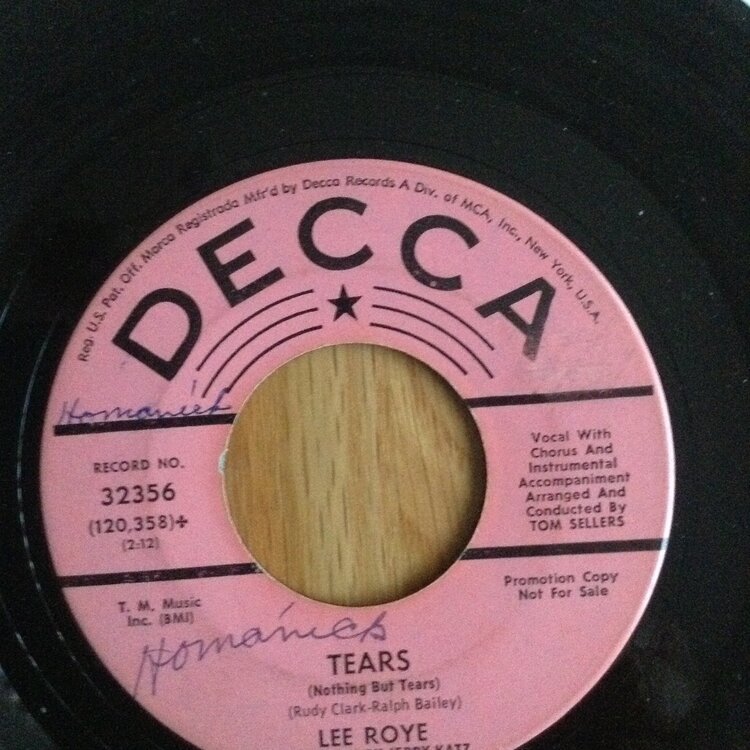 Reg. U.S. Pat. Off. Marca Registrada Mfr'd by Decca Records A Div. of MCA, Inc., New York, U.S.A.
DECCA
RECORD NO.
32356
(120,358)+
(2:12)
Vocal With
Chorus And
Instrumental
Accompaniment
Arranged And
Conducted By
TOM SELLERS
T. M. Music
Inc. (BMI)
Promotion Copy
Not For Sale
TEARS
(Nothing But Tears)
(Rudy Clark-Ralph Bailey)
LEE ROYE
JERRY KATZ